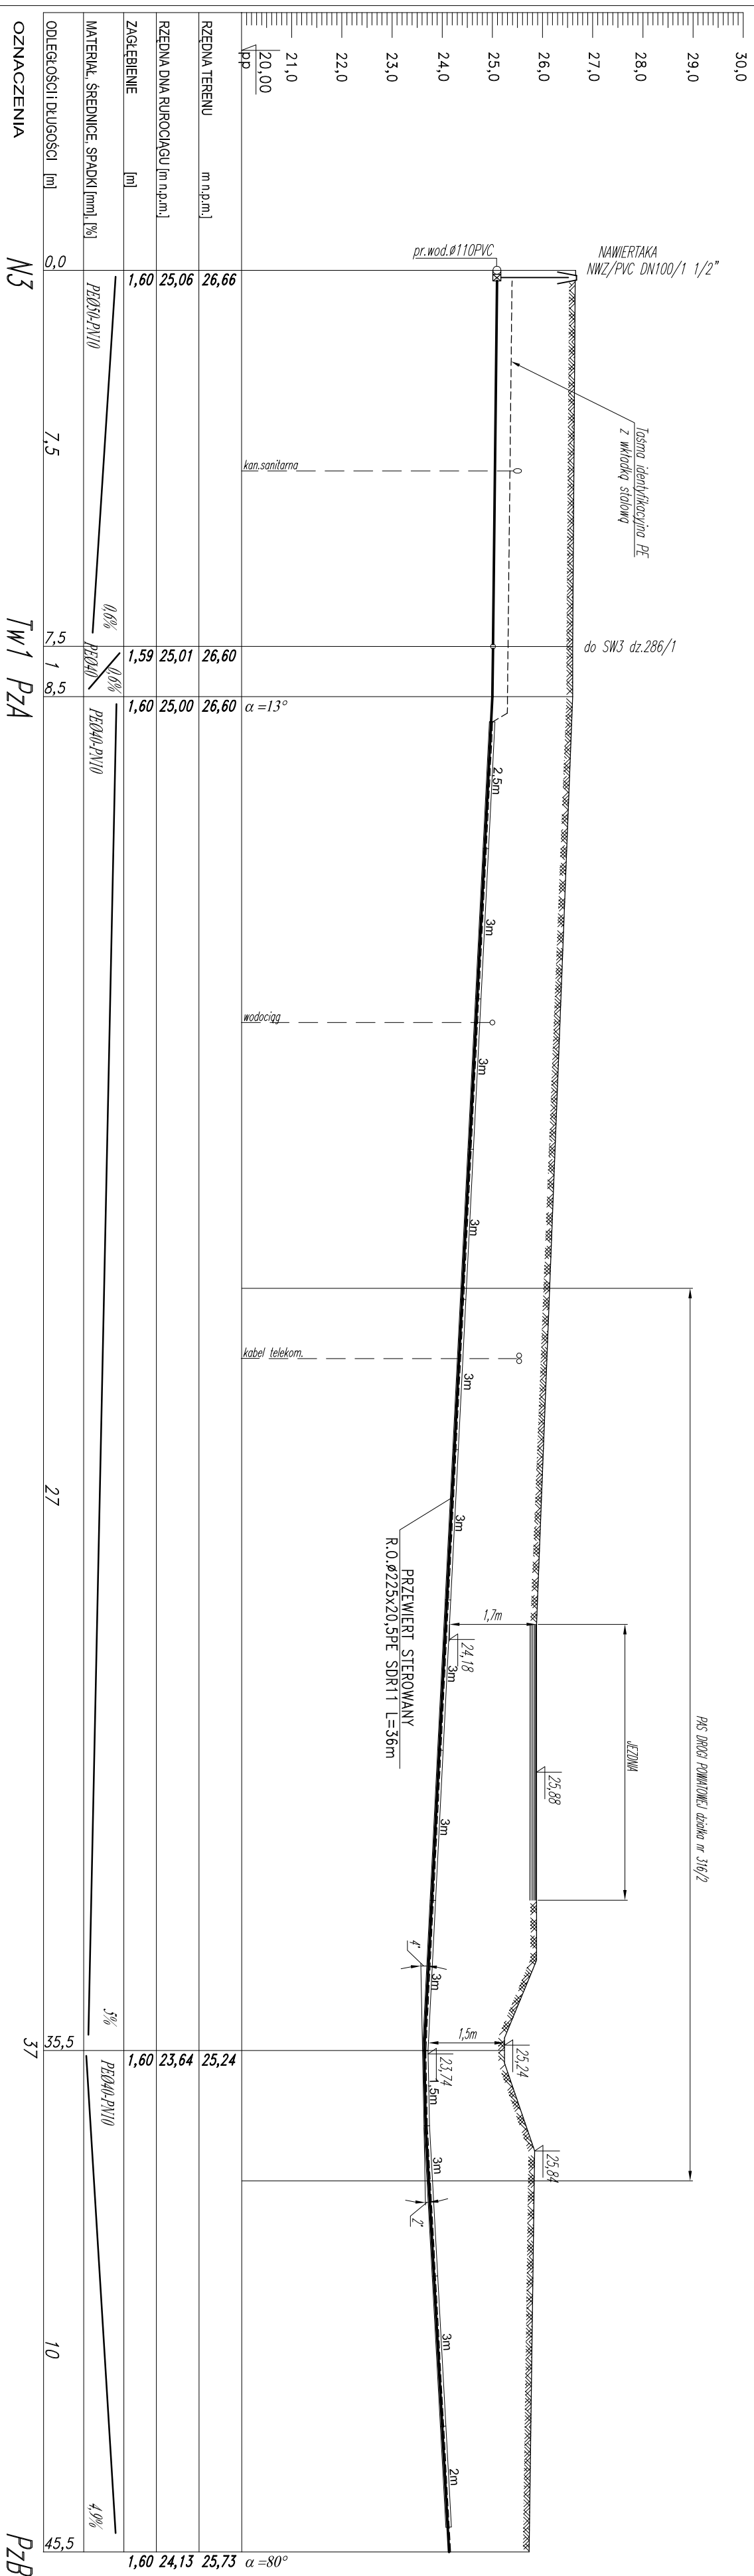 30,0
29,0
28,0
27,0
26,0
25,0
24,0
23,0
22,0
21,0
20,00
pp
RZĘDNA TERENU m n.p.m.]
RZĘDNA DNA RUROCIĄGU [m n.p.m.]
ZAGŁĘBIENIE [m]
MATERIAŁ, ŚREDNICE, SPADKI [mm], [%]
ODLEGŁOŚCI i DŁUGOŚCI [m]
OZNACZENIA
NAWIERTAKA
NWZ/PVC DN100/1 1/2"
pr.wod.ø110PVC
Taśma identyfikacyjna PE
z wkładką stalową
kan.sanitarna
do SW3 dz.286/1
26,66
25,06
1,60
0,0
N3
PEØ50-PN10
0,6%
7,5
26,60
25,01
1,59
7,5
Tw1
PEØ40
0,6%
1
α =13°
26,60
25,00
1,60
8,5
PzA
PEØ40-PN10
2,5m
3m
wodociąg
3m
3m
kabel telekom.
3m
27
3m
PRZEWIERT STEROWANY
R.O.ø225x20,5PE SDR11 L=36m
1,7m
24,18
3m
JEZDNIA
25,88
PAS DROGI POWIATOWEJ działka nr 316/2
3m
4°
3m
5%
1,5m
25,24
23,74
1,5m
25,24
23,64
1,60
35,5
37
PEØ40-PN10
25,84
3m
2°
3m
10
2m
4,9%
α =80°
25,73
24,13
1,60
45,5
PzB